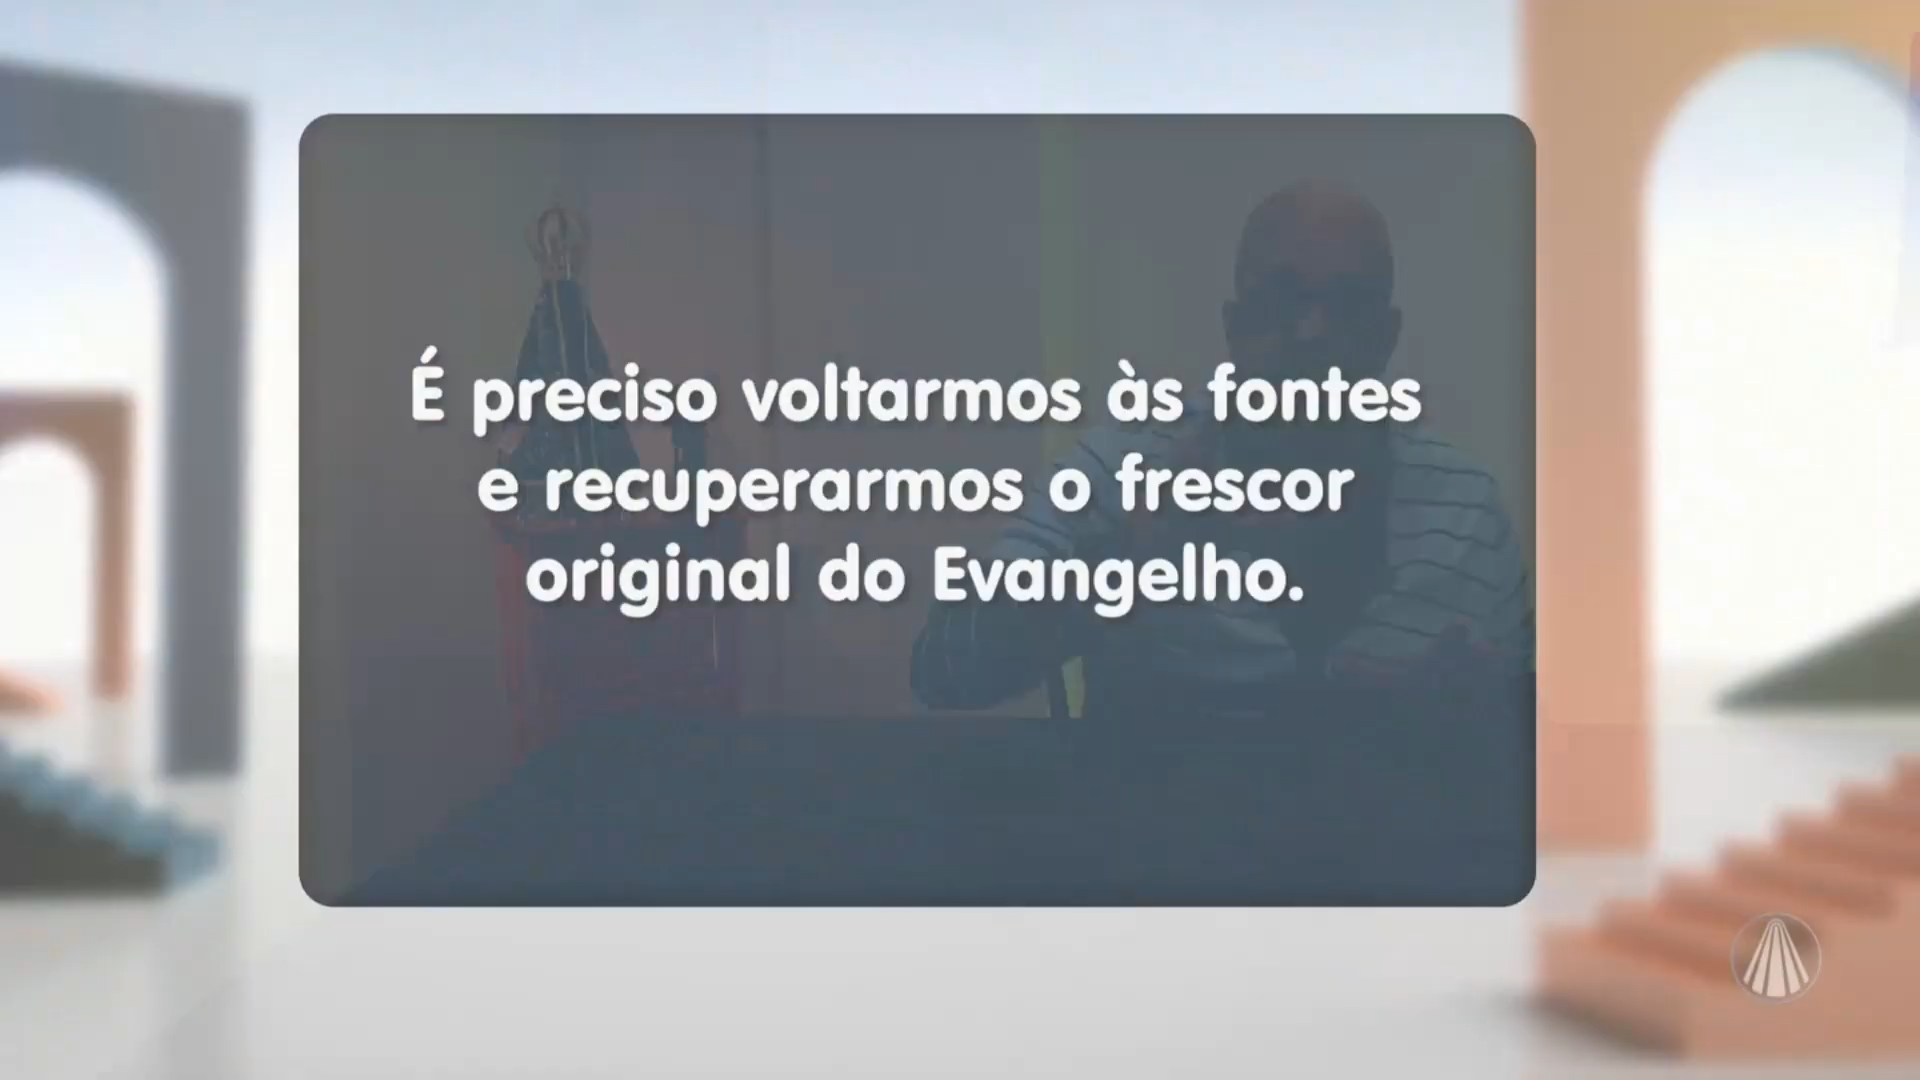 É preciso voltarmos às fontes
e recuperarmos o frescor
original do Evangelho.